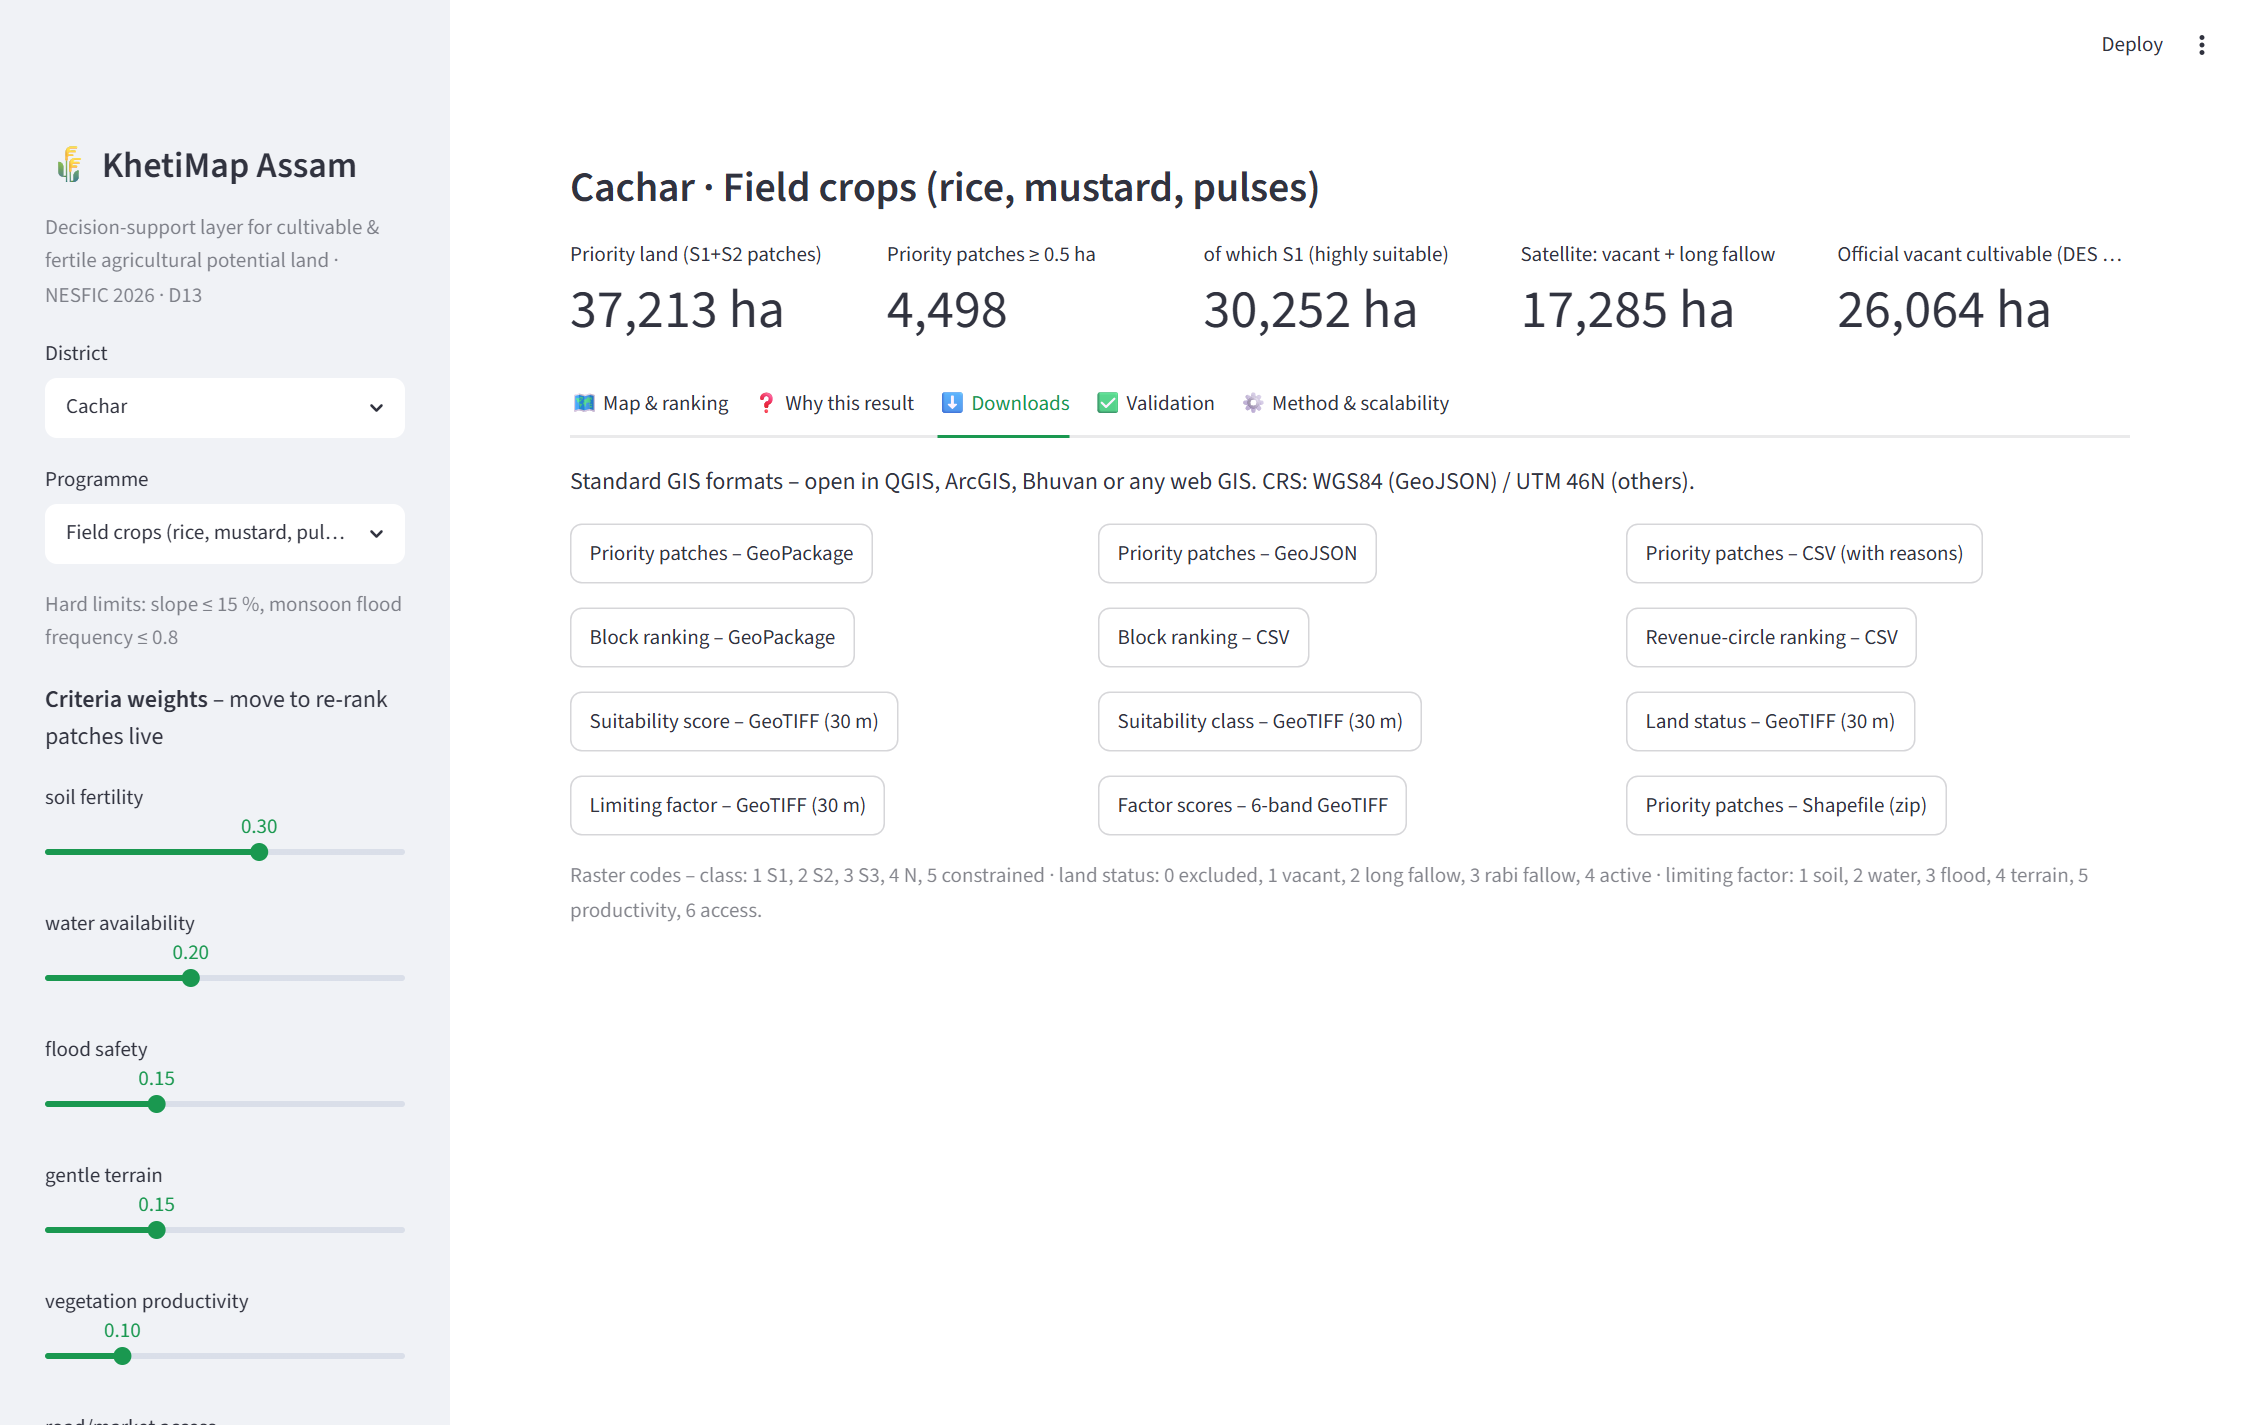 Deploy
KhetiMap Assam
Decision-support layer for cultivable &
fertile agricultural potential land ·
NESFIC 2026 · D13
District
Cachar
Programme
Field crops (rice, mustard, pul…
Hard limits: slope ≤ 15 %, monsoon flood
frequency ≤ 0.8
Criteria weights – move to re-rank
patches live
soil fertility
0.30
water availability
0.20
flood safety
0.15
gentle terrain
0.15
vegetation productivity
0.10
Cachar · Field crops (rice, mustard, pulses)
Priority land (S1+S2 patches)
37,213 ha
Priority patches ≥ 0.5 ha
4,498
of which S1 (highly suitable)
30,252 ha
Satellite: vacant + long fallow
17,285 ha
Official vacant cultivable (DES …
26,064 ha
Map & ranking
Why this result
Downloads
Validation
Method & scalability
Standard GIS formats – open in QGIS, ArcGIS, Bhuvan or any web GIS. CRS: WGS84 (GeoJSON) / UTM 46N (others).
Priority patches – GeoPackage
Priority patches – GeoJSON
Priority patches – CSV (with reasons)
Block ranking – GeoPackage
Block ranking – CSV
Revenue-circle ranking – CSV
Suitability score – GeoTIFF (30 m)
Suitability class – GeoTIFF (30 m)
Land status – GeoTIFF (30 m)
Limiting factor – GeoTIFF (30 m)
Factor scores – 6-band GeoTIFF
Priority patches – Shapefile (zip)
Raster codes – class: 1 S1, 2 S2, 3 S3, 4 N, 5 constrained · land status: 0 excluded, 1 vacant, 2 long fallow, 3 rabi fallow, 4 active · limiting factor: 1 soil, 2 water, 3 flood, 4 terrain, 5
productivity, 6 access.